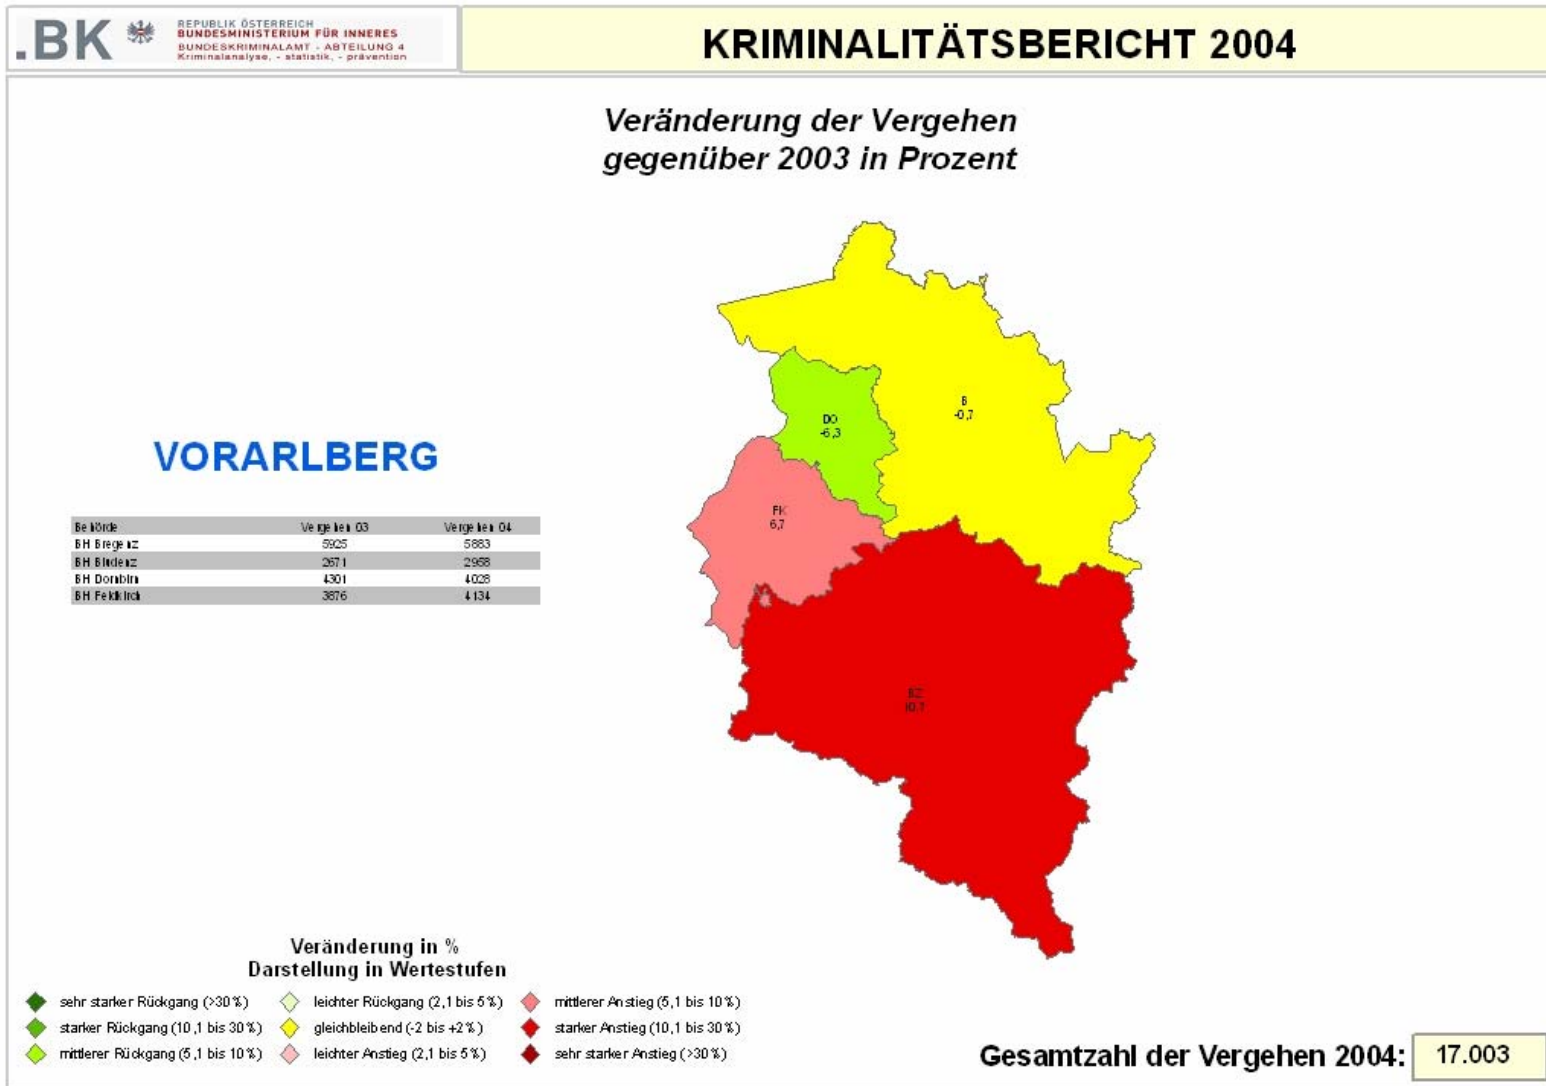 .BK
REPUBLIK ÖSTERREICH
BUNDESMINISTERIUM FÜR INNERES
BUNDESKRIMINALAMT - ABTEILUNG 4
Kriminalanalyse, - statistik, - prävention
KRIMINALITÄTSBERICHT 2004
Veränderung der Vergehen
gegenüber 2003 in Prozent
B
-0,7
DO
-6,3
FK
6,7
BZ
10,7
VORARLBERG
Behörde Vergehen 03 Vergehen 04
BH Bregenz 5925 5883
BH Bludenz 2671 2958
BH Dornbirn 4301 4028
BH Feldkirch 3876 4134
Veränderung in %
Darstellung in Wertestufen
sehr starker Rückgang (>30%) leichter Rückgang (2,1 bis 5%) mittlerer Anstieg (5,1 bis 10%)
starker Rückgang (10,1 bis 30%) gleichbleibend (-2 bis +2%) starker Anstieg (10,1 bis 30%)
mittlerer Rückgang (5,1 bis 10%) leichter Anstieg (2,1 bis 5%) sehr starker Anstieg (>30%)
Gesamtzahl der Vergehen 2004: 17.003